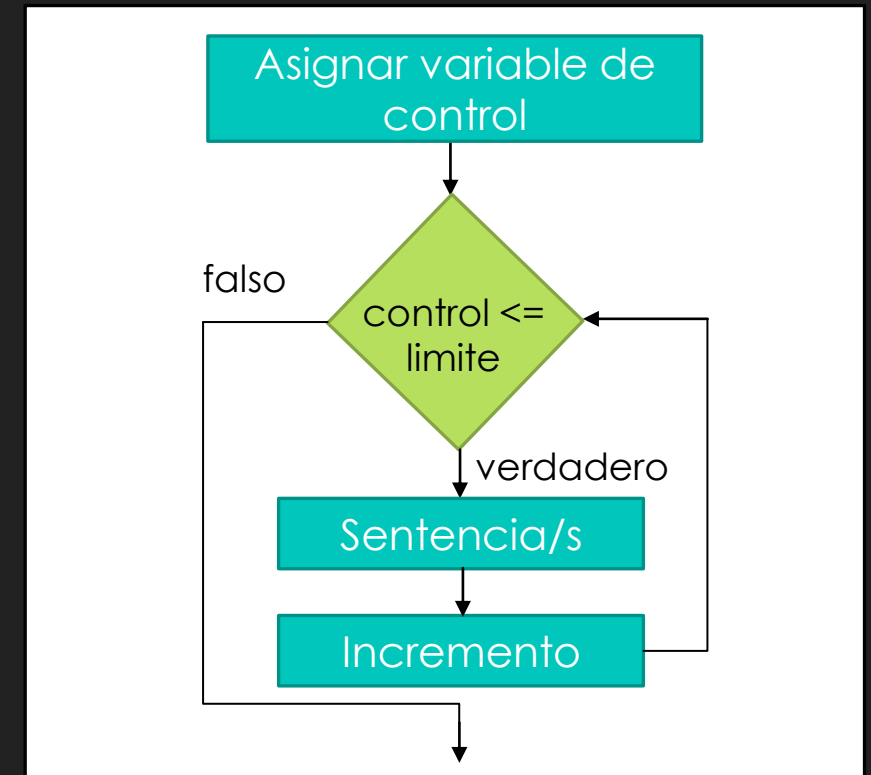 Asignar variable de
control
falso
control <=
limite
verdadero
Sentencia/s
Incremento